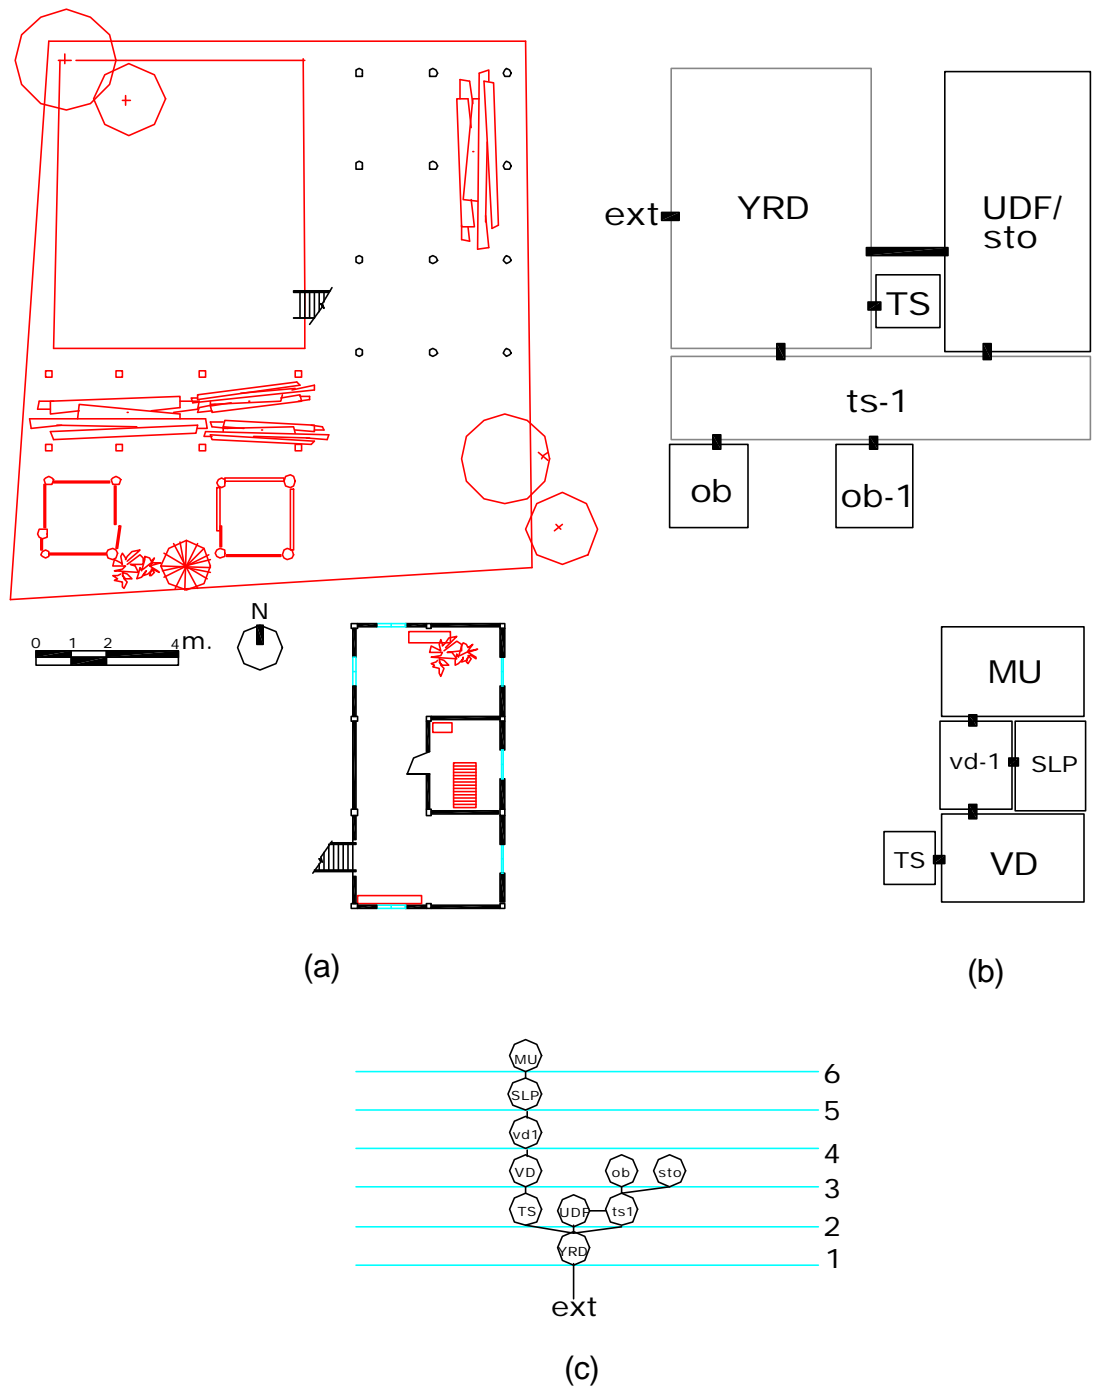 ext
YRD
UDF/
sto
TS
ts-1
ob
ob-1
N
0 1 2 4 m.
MU
vd-1
SLP
TS
VD
(a)
(b)
MU
6
SLP
5
vd1
4
VD
ob
sto
3
TS
UDF
ts1
2
YRD
1
ext
(c)